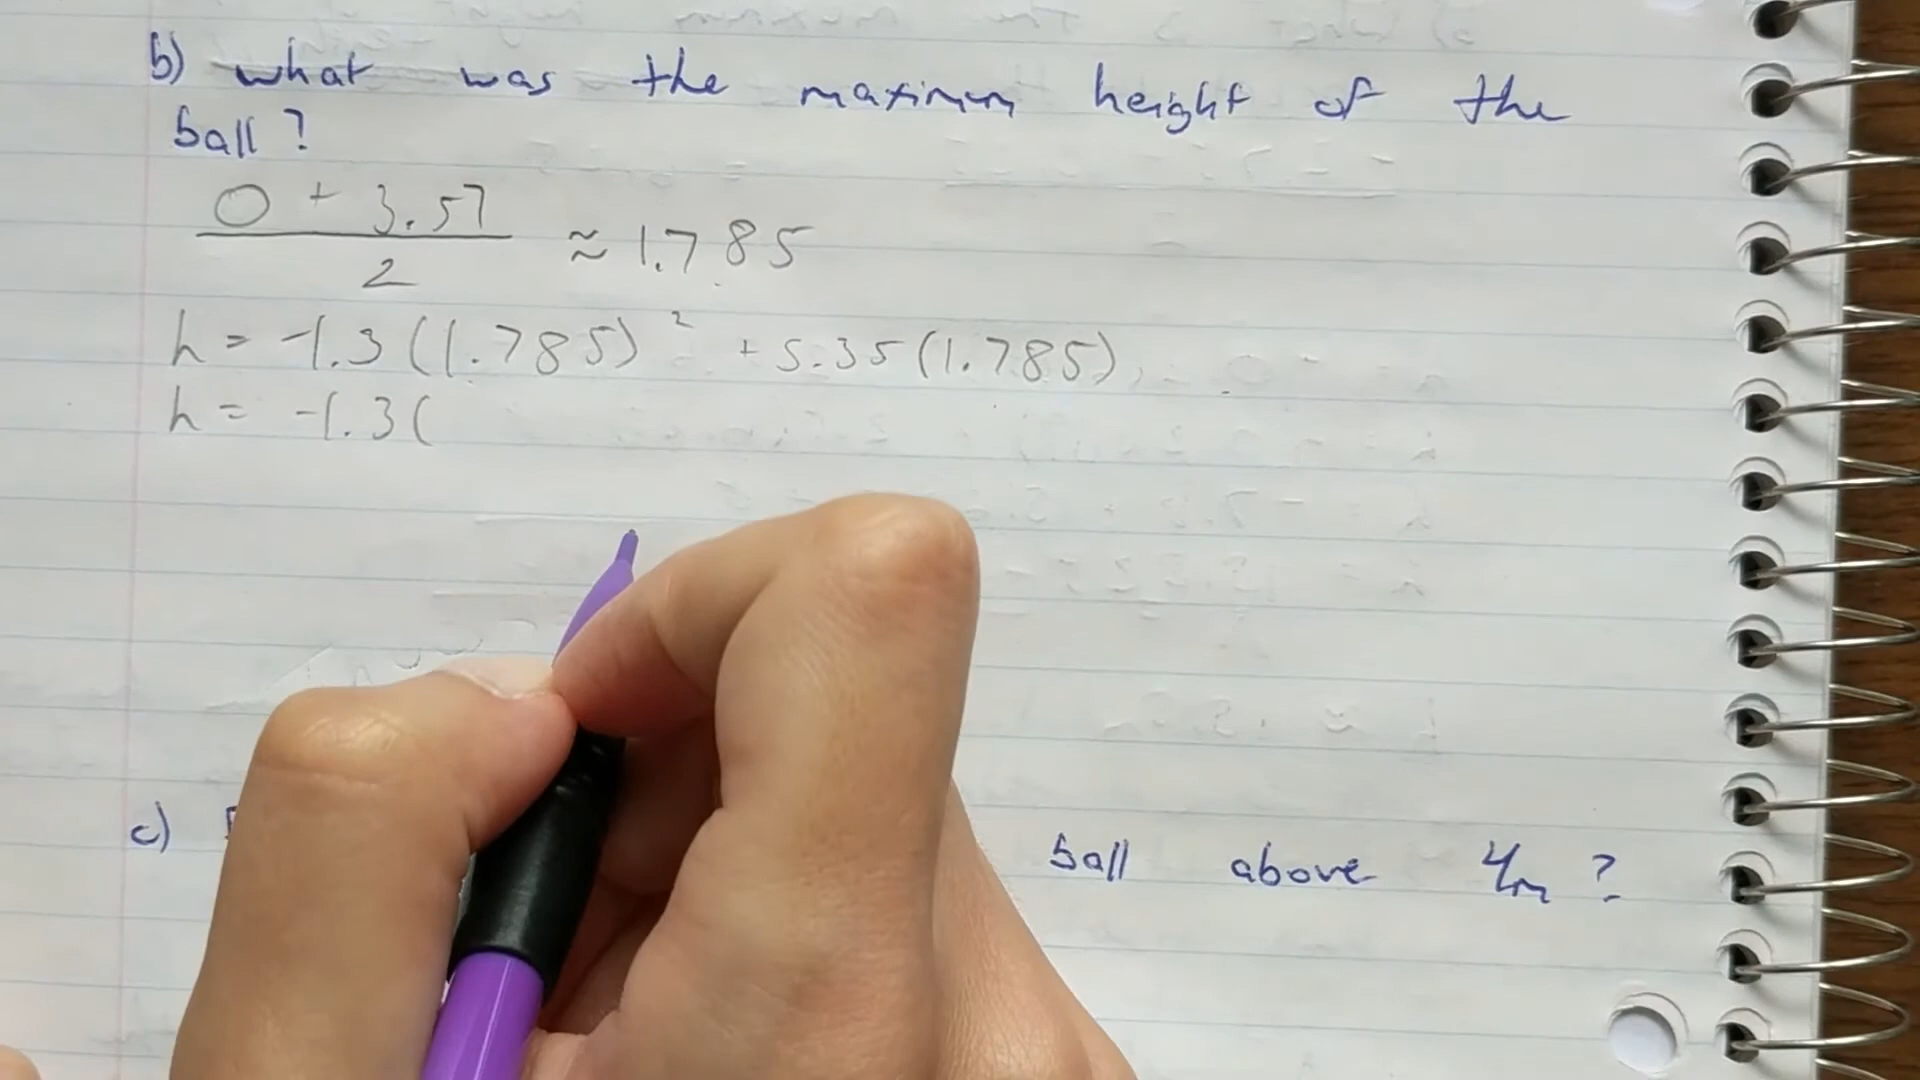 b) what was the maximum height of the
ball?
0 + 3.57
2
≈ 1.785
h = -1.3(1.785)² + 5.35(1.785)
h = -1.3(
c) ball above 4m?